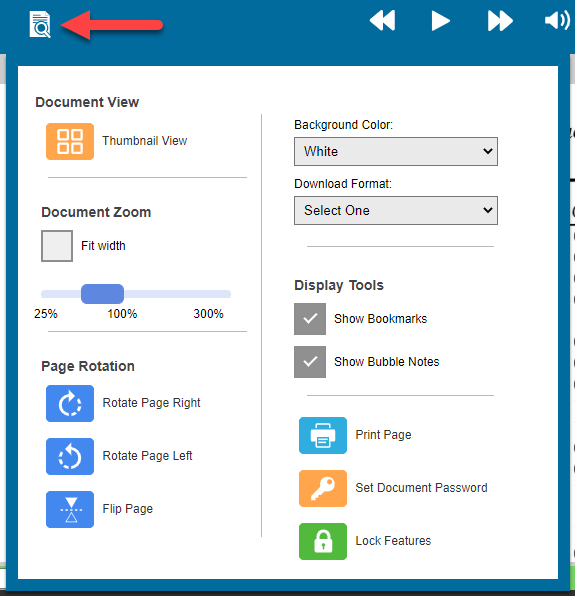 Document View
Thumbnail View
Document Zoom
Fit width
25% 100% 300%
Page Rotation
Rotate Page Right
Rotate Page Left
Flip Page
Background Color:
White
Download Format:
Select One
Display Tools
Show Bookmarks
Show Bubble Notes
Print Page
Set Document Password
Lock Features